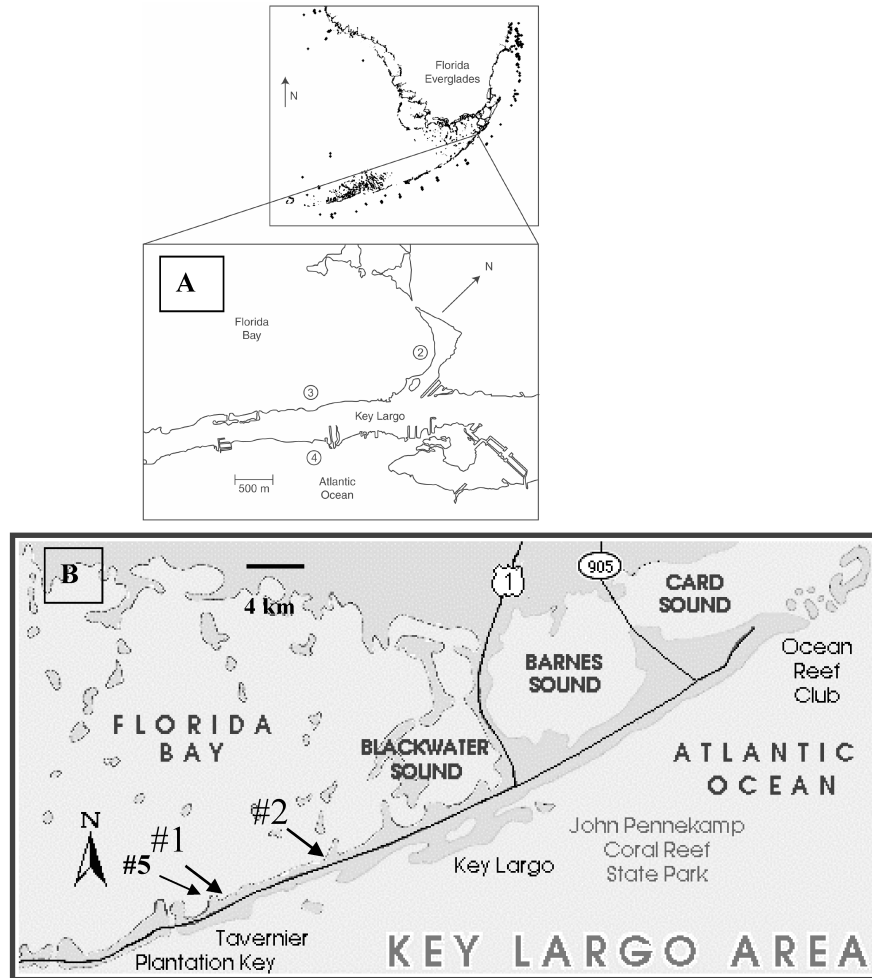 Florida
Everglades
N
A
N
Florida
Bay
2
3
Key Largo
4
500 m
Atlantic
Ocean
B
4 km
1
905
CARD
SOUND
BARNES
SOUND
Ocean
Reef
Club
FLORIDA
BAY
BLACKWATER
SOUND
ATLANTIC
OCEAN
N
#2
#1
#5
John Pennekamp
Coral Reef
State Park
Key Largo
Tavernier
Plantation Key
KEY LARGO AREA